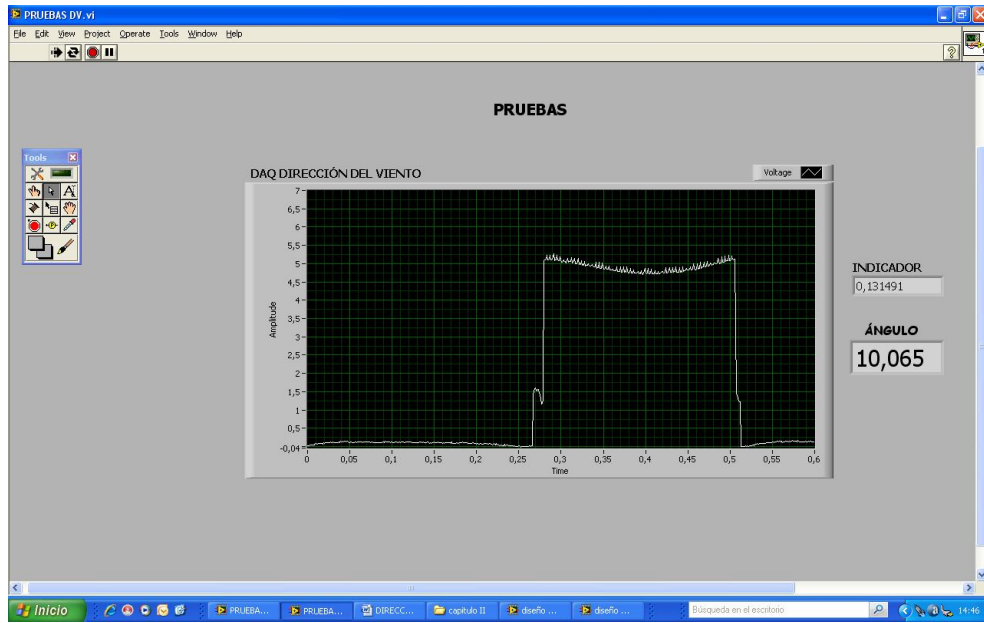 PRUEBAS DV.vi
File Edit View Project Operate Tools Window Help
PRUEBAS
Tools
DAQ DIRECCIÓN DEL VIENTO
Voltage
7
6,5
6
5,5
5
4,5
4
3,5
3
2,5
2
1,5
1
0,5
-0,04
Amplitude
0 0,05 0,1 0,15 0,2 0,25 0,3 0,35 0,4 0,45 0,5 0,55 0,6
Time
INDICADOR
0,131491
ÁNGULO
10,065
Inicio PRUEBA... PRUEBA... DIRECC... capitulo II diseño ... diseño ... Búsqueda en el escritorio 14:46